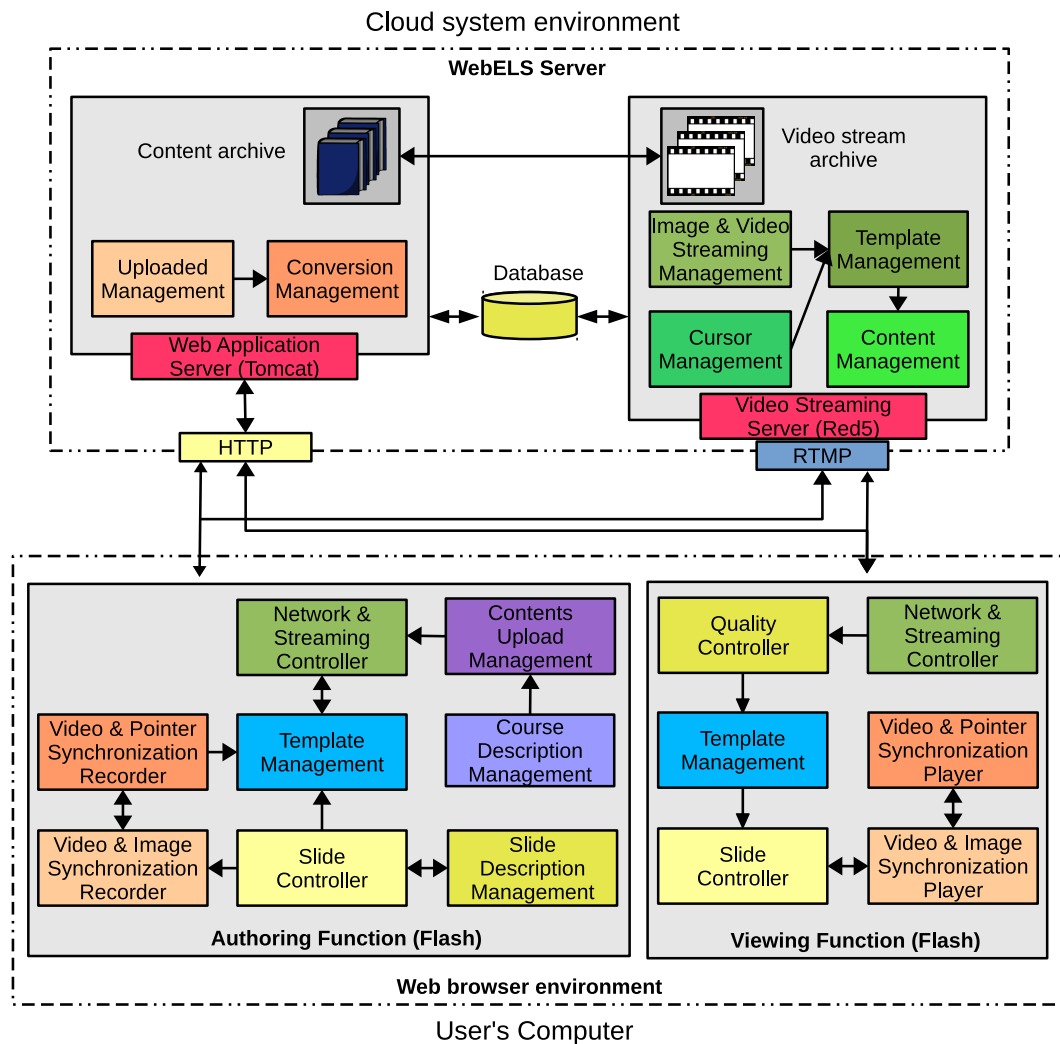 Cloud system environment
WebELS Server
Content archive
Video stream
archive
Uploaded
Management
Conversion
Management
Database
Image & Video
Streaming
Management
Template
Management
Cursor
Management
Content
Management
Web Application
Server (Tomcat)
Video Streaming
Server (Red5)
HTTP
RTMP
Network &
Streaming
Controller
Contents
Upload
Management
Video & Pointer
Synchronization
Recorder
Template
Management
Course
Description
Management
Video & Image
Synchronization
Recorder
Slide
Controller
Slide
Description
Management
Authoring Function (Flash)
Quality
Controller
Network &
Streaming
Controller
Template
Management
Video & Pointer
Synchronization
Player
Slide
Controller
Video & Image
Synchronization
Player
Viewing Function (Flash)
Web browser environment
User's Computer